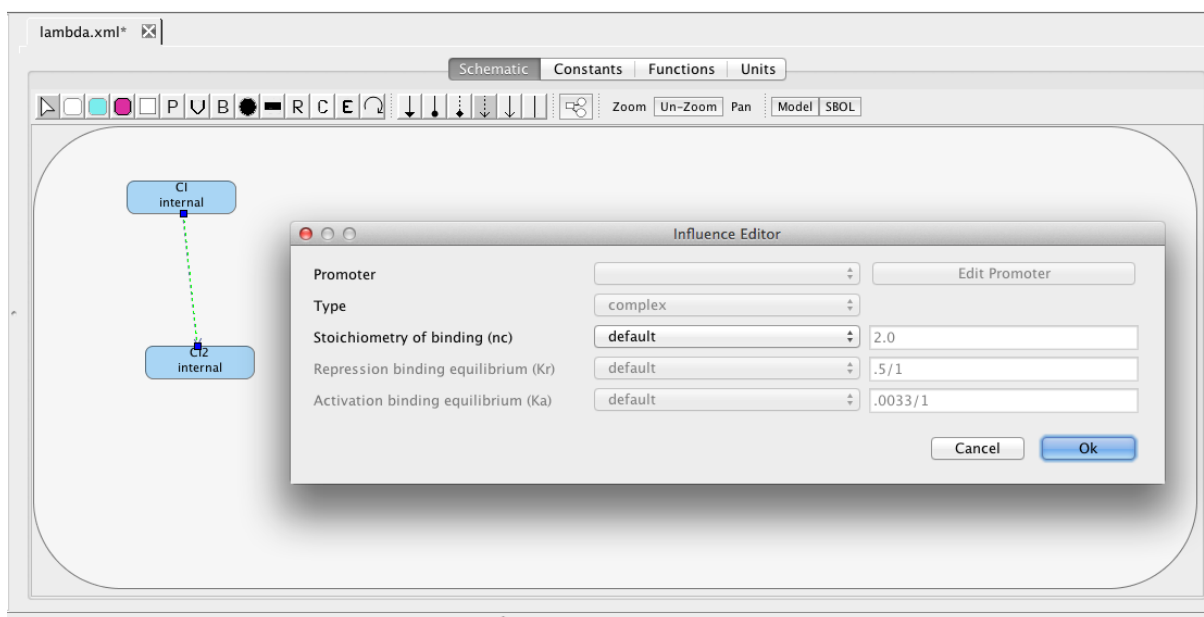 lambda.xml*
Schematic Constants Functions Units
P V B R C E Zoom Un-Zoom Pan Model SBOL
CI
internal
Influence Editor
Promoter Edit Promoter
Type complex
Stoichiometry of binding (nc) default 2.0
CI2
internal
Repression binding equilibrium (Kr) default .5/1
Activation binding equilibrium (Ka) default .0033/1
Cancel Ok